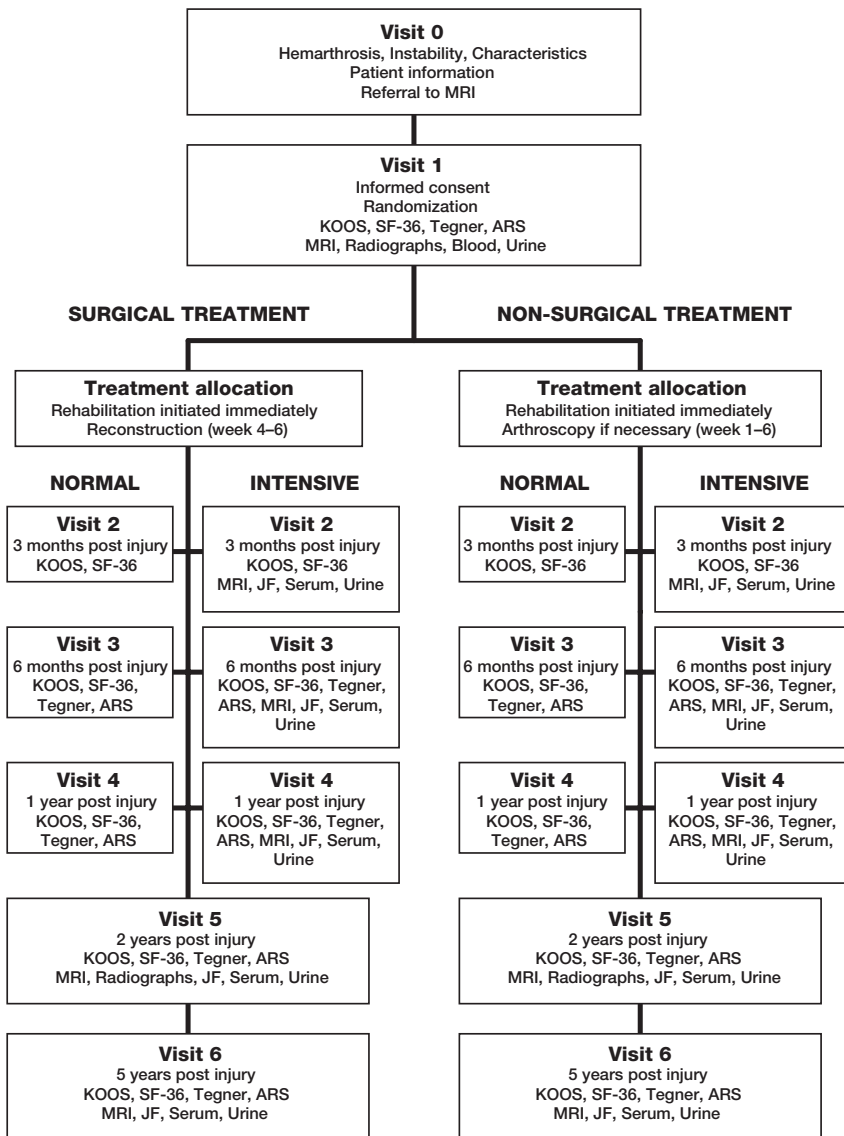 Visit 0
Hemarthrosis, Instability, Characteristics
Patient information
Referral to MRI
Visit 1
Informed consent
Randomization
KOOS, SF-36, Tegner, ARS
MRI, Radiographs, Blood, Urine
SURGICAL TREATMENT
NON-SURGICAL TREATMENT
Treatment allocation
Rehabilitation initiated immediately
Reconstruction (week 4–6)
Treatment allocation
Rehabilitation initiated immediately
Arthroscopy if necessary (week 1–6)
NORMAL
INTENSIVE
NORMAL
INTENSIVE
Visit 2
3 months post injury
KOOS, SF-36
Visit 2
3 months post injury
KOOS, SF-36
MRI, JF, Serum, Urine
Visit 2
3 months post injury
KOOS, SF-36
Visit 2
3 months post injury
KOOS, SF-36
MRI, JF, Serum, Urine
Visit 3
6 months post injury
KOOS, SF-36,
Tegner, ARS
Visit 3
6 months post injury
KOOS, SF-36, Tegner,
ARS, MRI, JF, Serum,
Urine
Visit 3
6 months post injury
KOOS, SF-36,
Tegner, ARS
Visit 3
6 months post injury
KOOS, SF-36, Tegner,
ARS, MRI, JF, Serum,
Urine
Visit 4
1 year post injury
KOOS, SF-36,
Tegner, ARS
Visit 4
1 year post injury
KOOS, SF-36, Tegner,
ARS, MRI, JF, Serum,
Urine
Visit 4
1 year post injury
KOOS, SF-36,
Tegner, ARS
Visit 4
1 year post injury
KOOS, SF-36, Tegner,
ARS, MRI, JF, Serum,
Urine
Visit 5
2 years post injury
KOOS, SF-36, Tegner, ARS
MRI, Radiographs, JF, Serum, Urine
Visit 5
2 years post injury
KOOS, SF-36, Tegner, ARS
MRI, Radiographs, JF, Serum, Urine
Visit 6
5 years post injury
KOOS, SF-36, Tegner, ARS
MRI, JF, Serum, Urine
Visit 6
5 years post injury
KOOS, SF-36, Tegner, ARS
MRI, JF, Serum, Urine